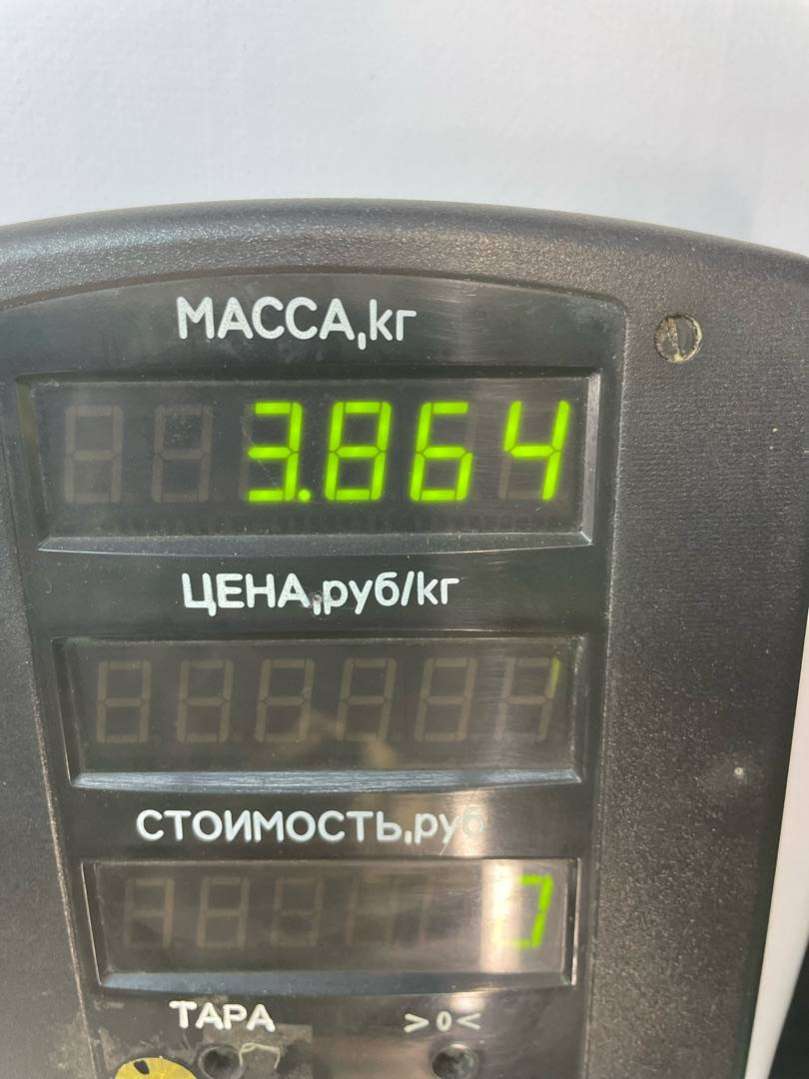 МАССА,кг
3.864
ЦЕНА,руб/кг
СТОИМОСТЬ,руб
ТАРА >0<